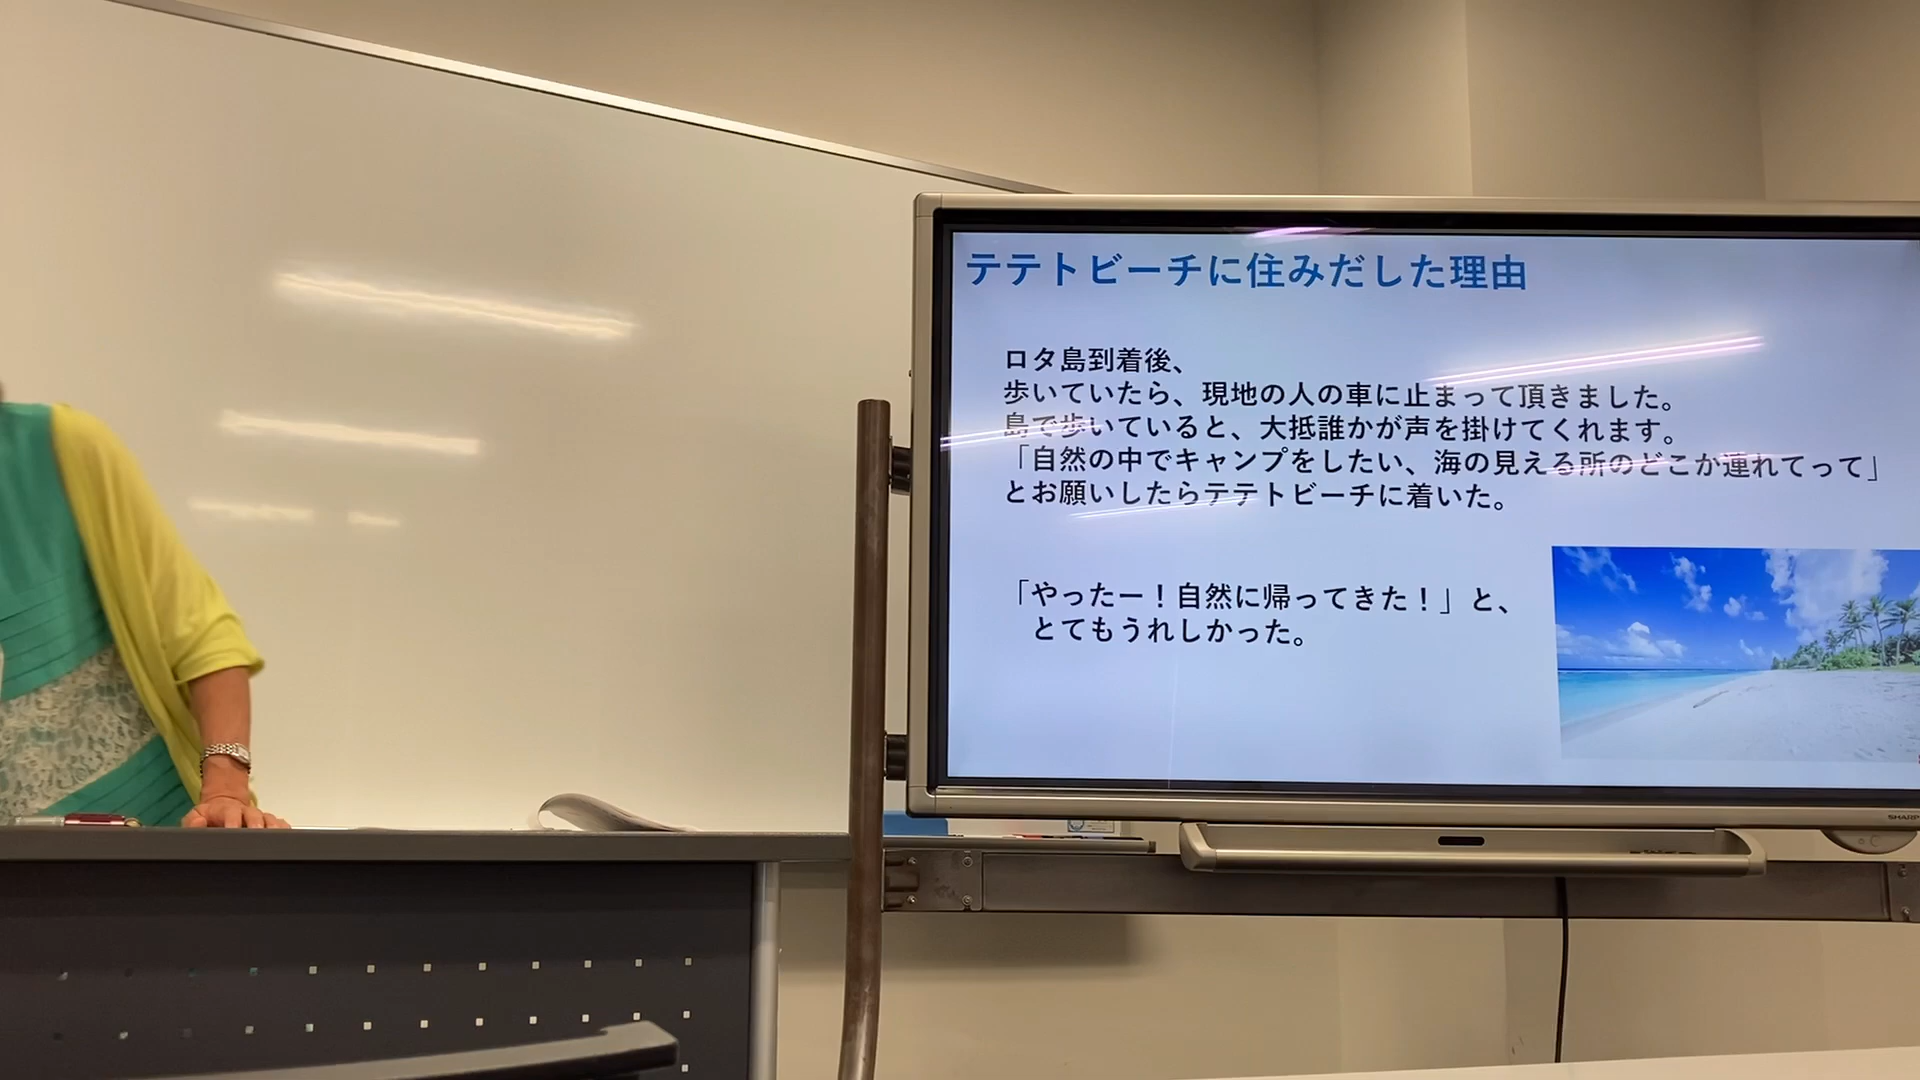 テテトビーチに住みだした理由
ロタ島到着後、
歩いていたら、現地の人の車に止まって頂きました。
島で歩いていると、大抵誰かが声を掛けてくれます。
「自然の中でキャンプをしたい、海の見える所のどこか連れてって」
とお願いしたらテテトビーチに着いた。
「やったー！自然に帰ってきた！」と、
とてもうれしかった。
SHARP